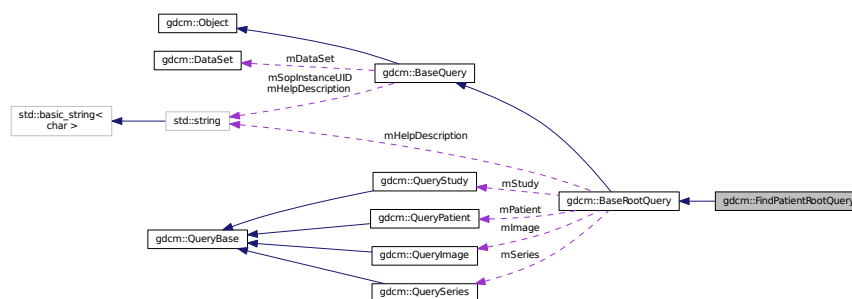 gdcm::Object
gdcm::DataSet
mDataSet
gdcm::BaseQuery
mSopInstanceUID
mHelpDescription
std::basic_string<
char >
std::string
mHelpDescription
gdcm::QueryStudy
mStudy
gdcm::BaseRootQuery
gdcm::FindPatientRootQuery
gdcm::QueryPatient
mPatient
gdcm::QueryBase
mImage
gdcm::QueryImage
mSeries
gdcm::QuerySeries